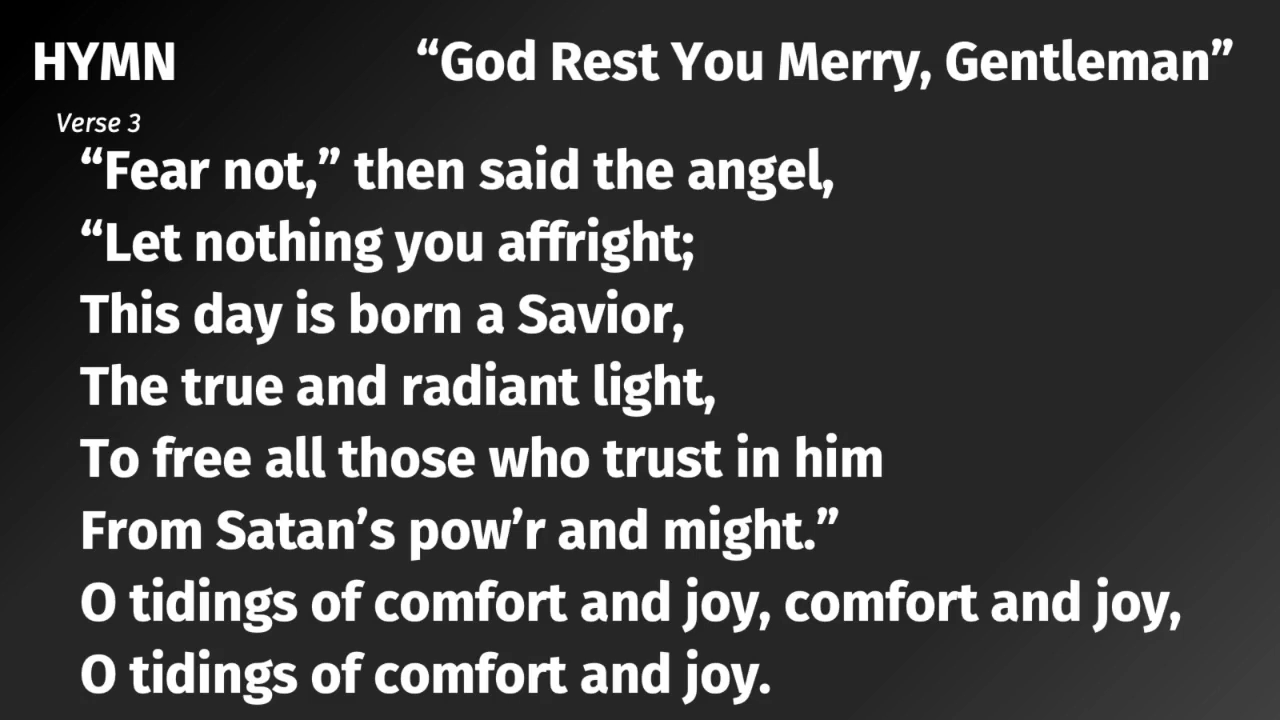 HYMN “God Rest You Merry, Gentleman”
Verse 3
“Fear not,” then said the angel,
“Let nothing you affright;
This day is born a Savior,
The true and radiant light,
To free all those who trust in him
From Satan’s pow’r and might.”
O tidings of comfort and joy, comfort and joy,
O tidings of comfort and joy.